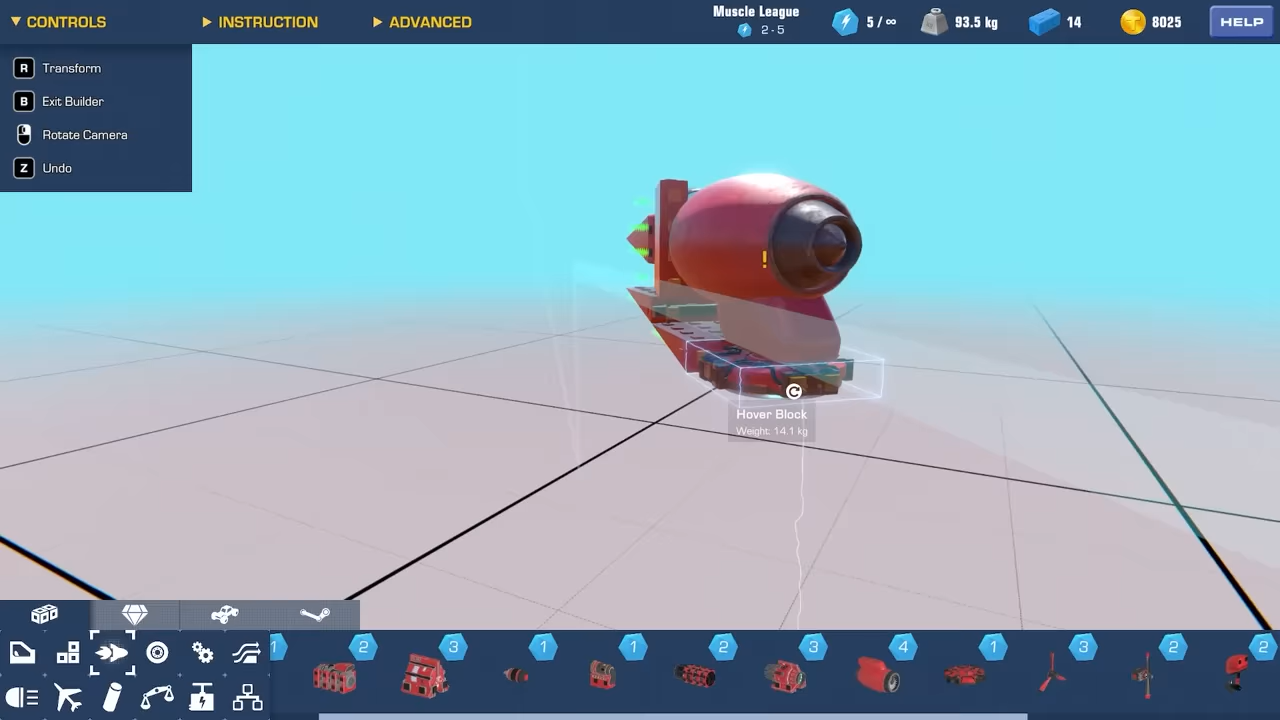 CONTROLS
INSTRUCTION
ADVANCED
Muscle League
2 - 5
5 / ∞
93.5 kg
14
8025
HELP
R Transform
B Exit Builder
Rotate Camera
Z Undo
!
C
Hover Block
Weight: 14.1 kg
1 2 3 1 1 2 3 4 1 3 2 2